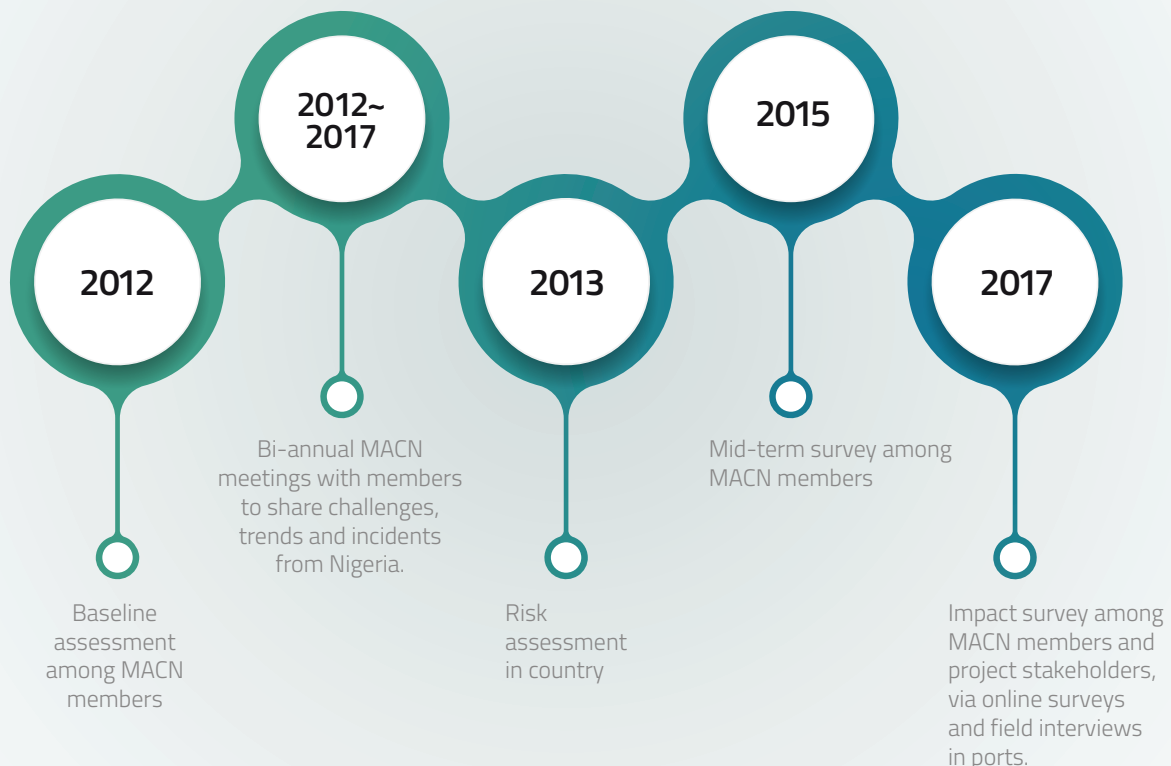 2012
Baseline
assessment
among MACN
members
2012~
2017
Bi-annual MACN
meetings with members
to share challenges,
trends and incidents
from Nigeria.
2013
Risk
assessment
in country
2015
Mid-term survey among
MACN members
2017
Impact survey among
MACN members and
project stakeholders,
via online surveys
and field interviews
in ports.